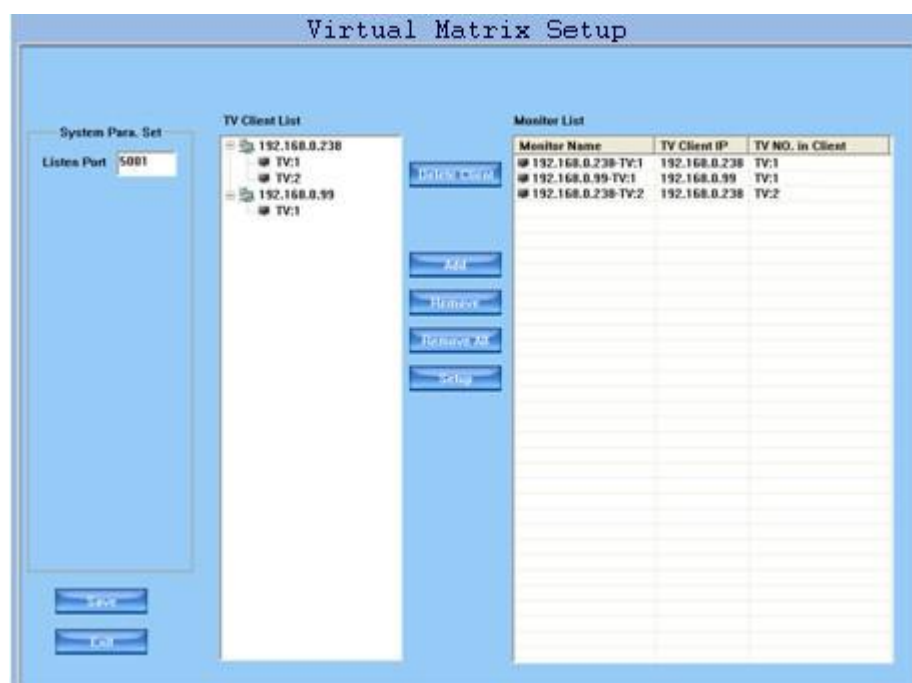 Virtual Matrix Setup
System Para. Set
Listen Port 5001
TV Client List
192.168.0.238
TV:1
TV:2
192.168.0.99
TV:1
Delete Client
Add
Remove
Remove All
Setup
Monitor List
Monitor Name TV Client IP TV NO. in Client
192.168.0.238-TV:1 192.168.0.238 TV:1
192.168.0.99-TV:1 192.168.0.99 TV:1
192.168.0.238-TV:2 192.168.0.238 TV:2
Save
Exit